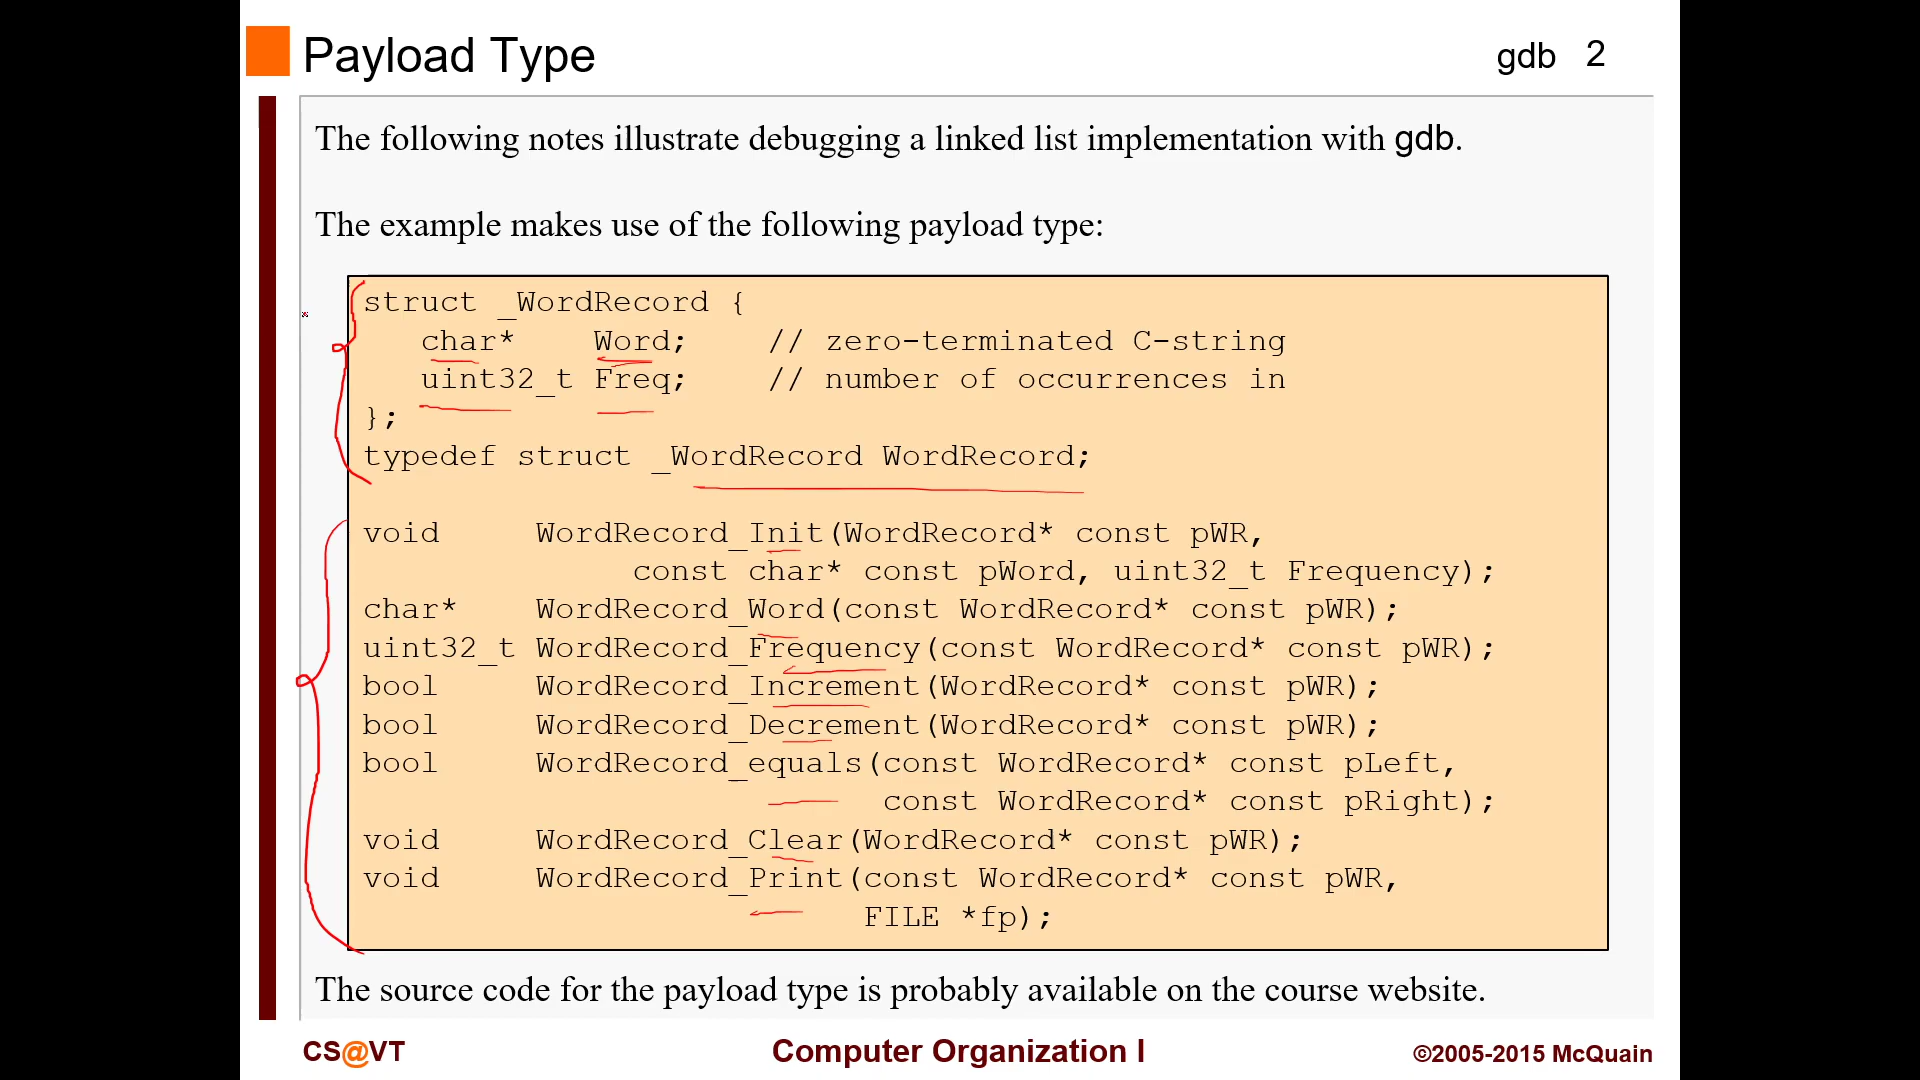 Payload Type
gdb 2
The following notes illustrate debugging a linked list implementation with gdb.
The example makes use of the following payload type:
struct _WordRecord {
   char*    Word;    // zero-terminated C-string
   uint32_t Freq;    // number of occurrences in
};
typedef struct _WordRecord WordRecord;
void     WordRecord_Init(WordRecord* const pWR,
              const char* const pWord, uint32_t Frequency);
char*    WordRecord_Word(const WordRecord* const pWR);
uint32_t WordRecord_Frequency(const WordRecord* const pWR);
bool     WordRecord_Increment(WordRecord* const pWR);
bool     WordRecord_Decrement(WordRecord* const pWR);
bool     WordRecord_equals(const WordRecord* const pLeft,
                           const WordRecord* const pRight);
void     WordRecord_Clear(WordRecord* const pWR);
void     WordRecord_Print(const WordRecord* const pWR,
                          FILE *fp);
The source code for the payload type is probably available on the course website.
CS@VT
Computer Organization I
©2005-2015 McQuain